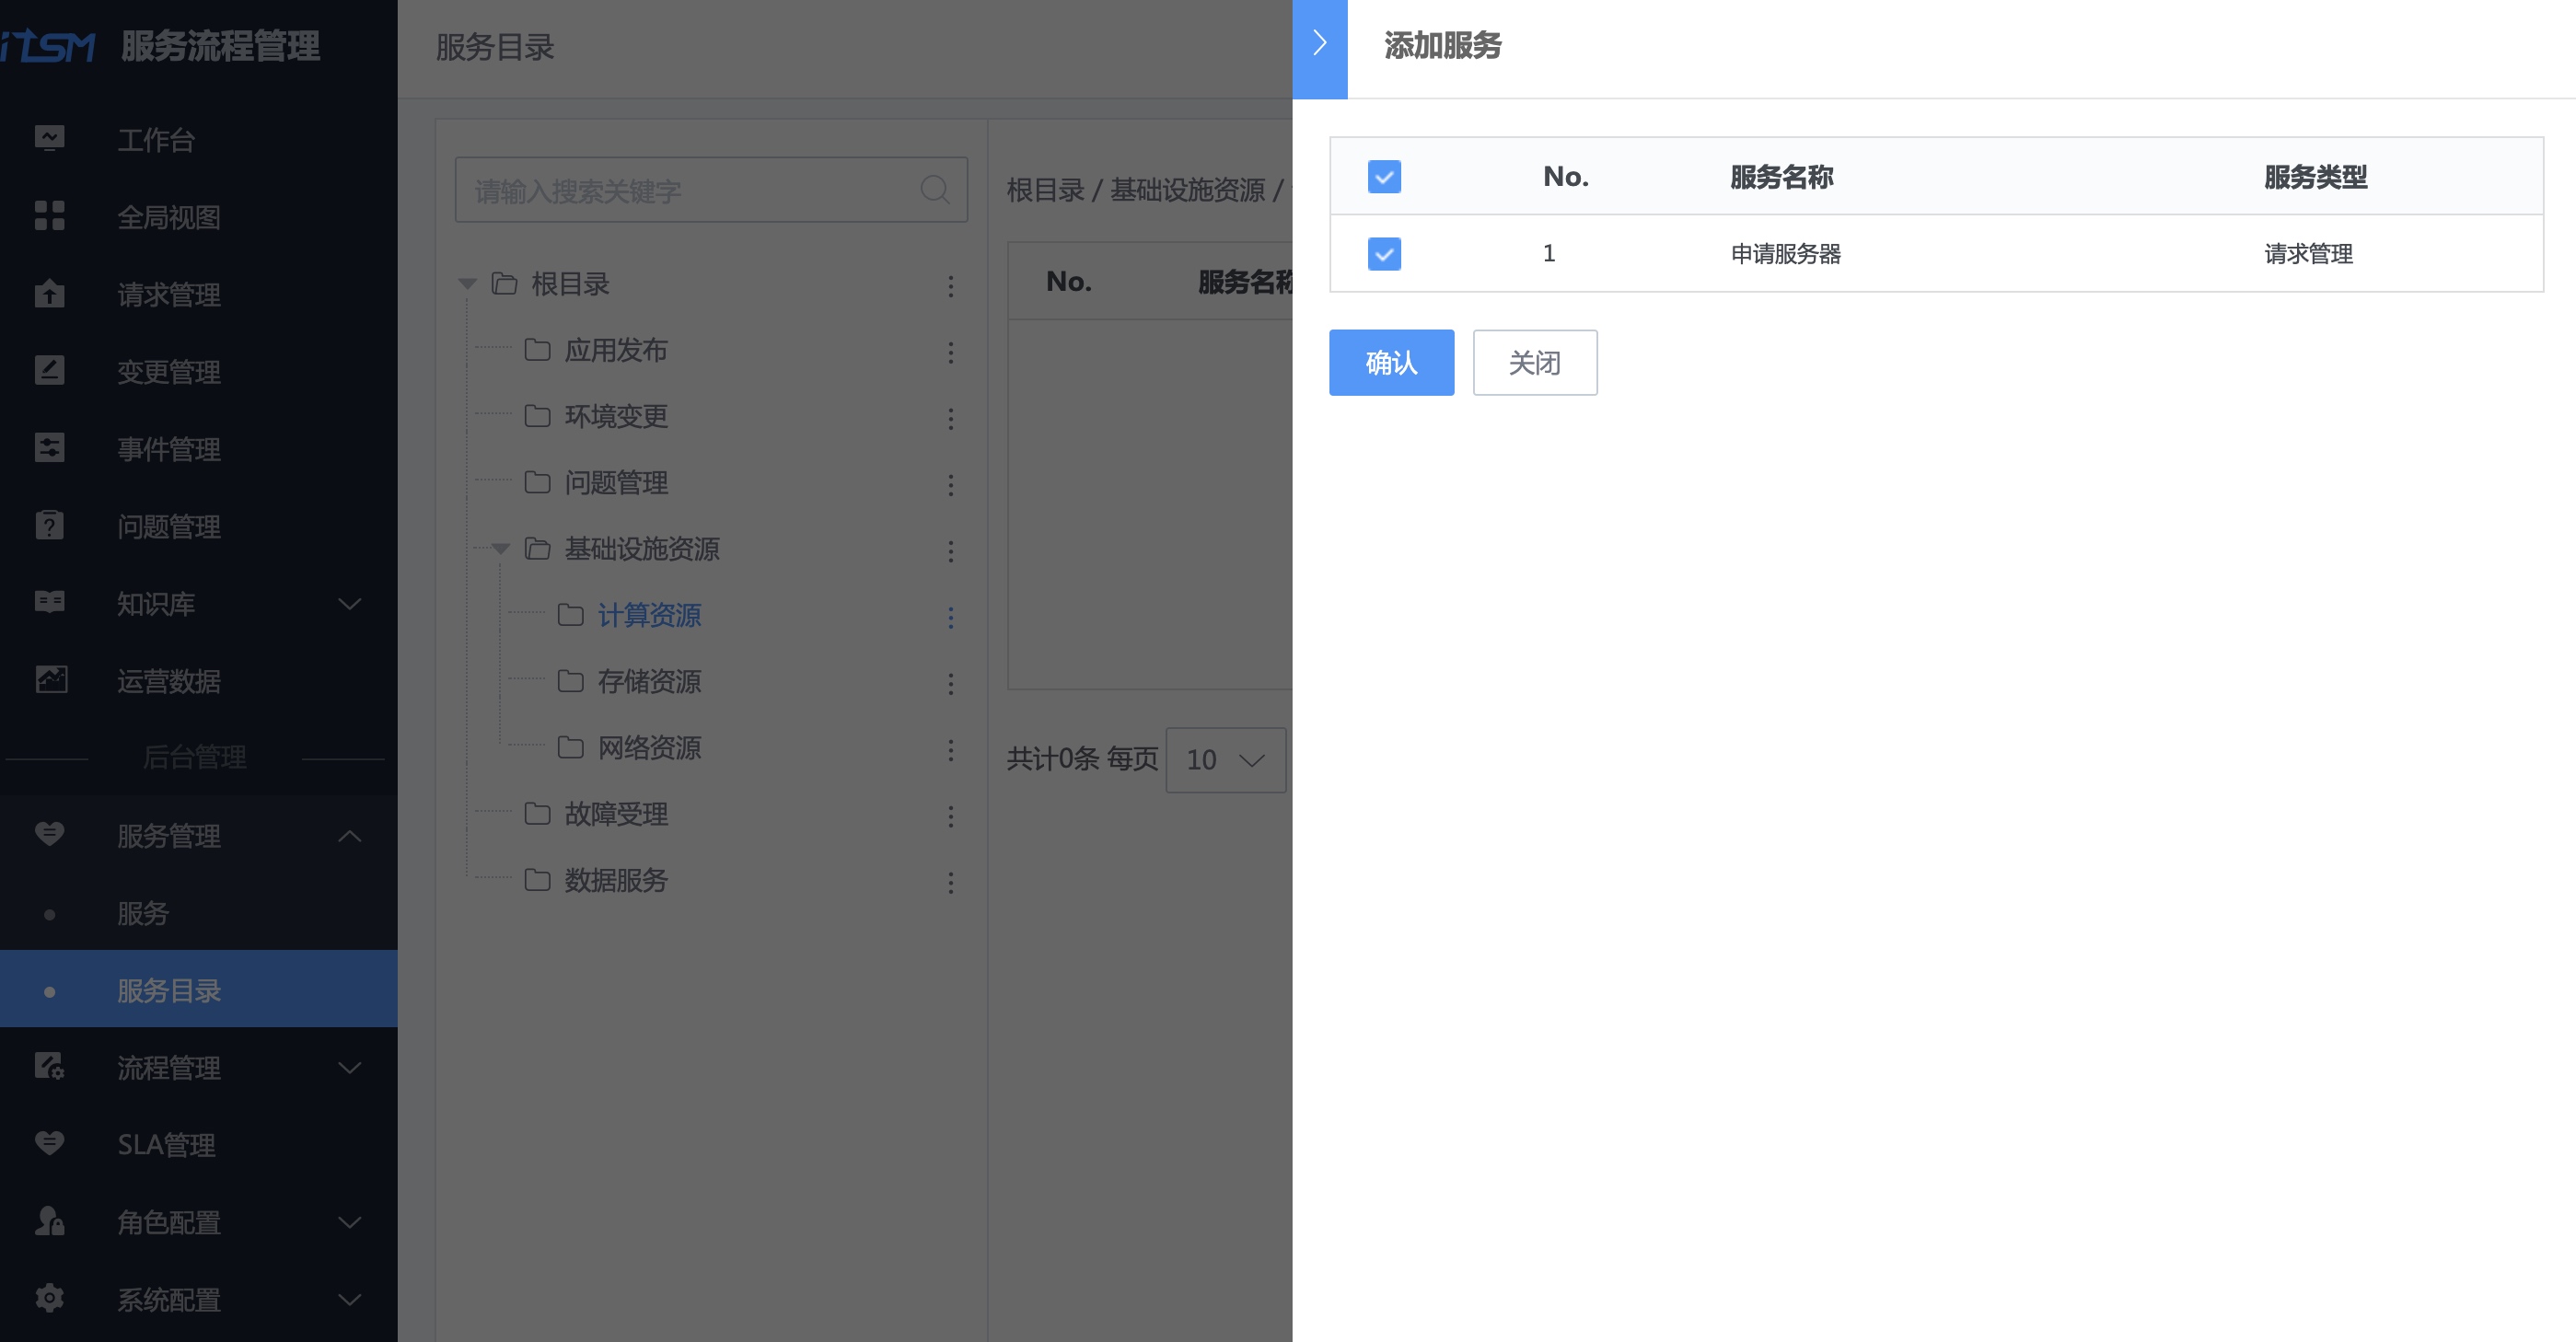 iTSM 服务流程管理
工作台
全局视图
请求管理
变更管理
事件管理
问题管理
知识库
运营数据
后台管理
服务管理
服务
服务目录
流程管理
SLA管理
角色配置
系统配置
服务目录
请输入搜索关键字
根目录
应用发布
环境变更
问题管理
基础设施资源
计算资源
存储资源
网络资源
故障受理
数据服务
根目录 / 基础设施资源 /
No. 服务名称
共计0条 每页 10
添加服务
No. 服务名称 服务类型
1 申请服务器 请求管理
确认 关闭